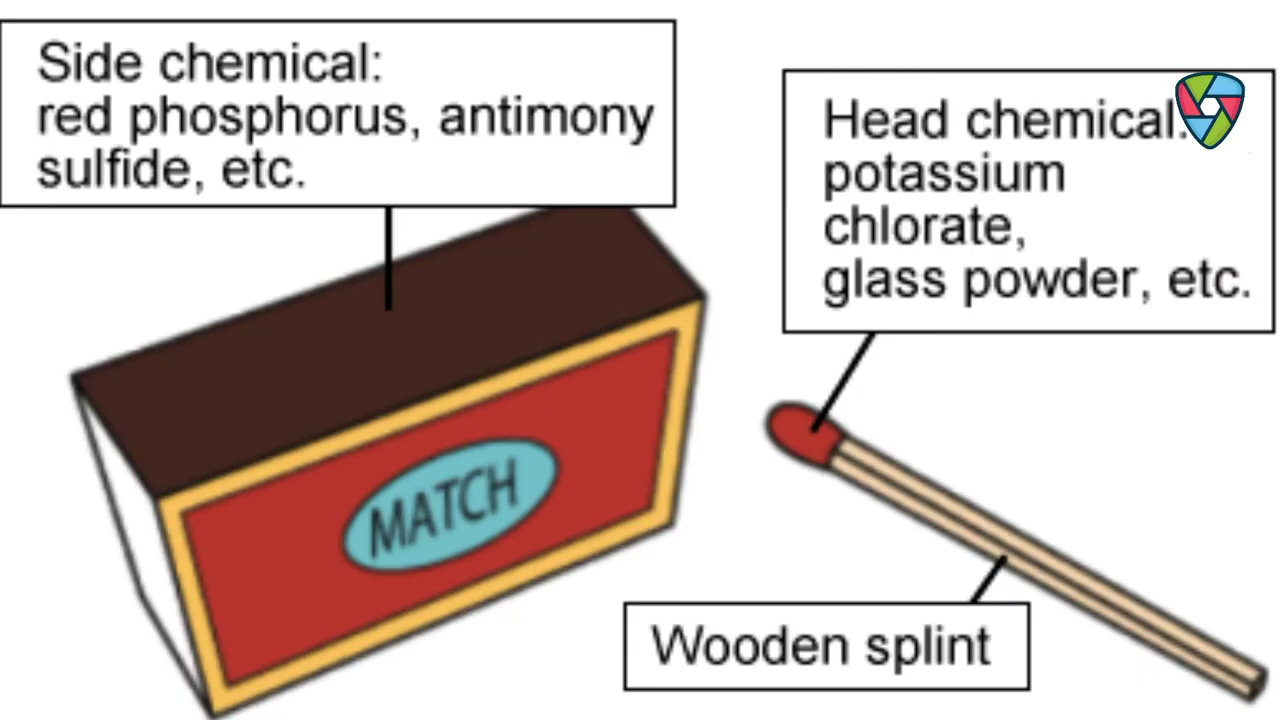 Side chemical:
red phosphorus, antimony
sulfide, etc.
Head chemical:
potassium
chlorate,
glass powder, etc.
MATCH
Wooden splint